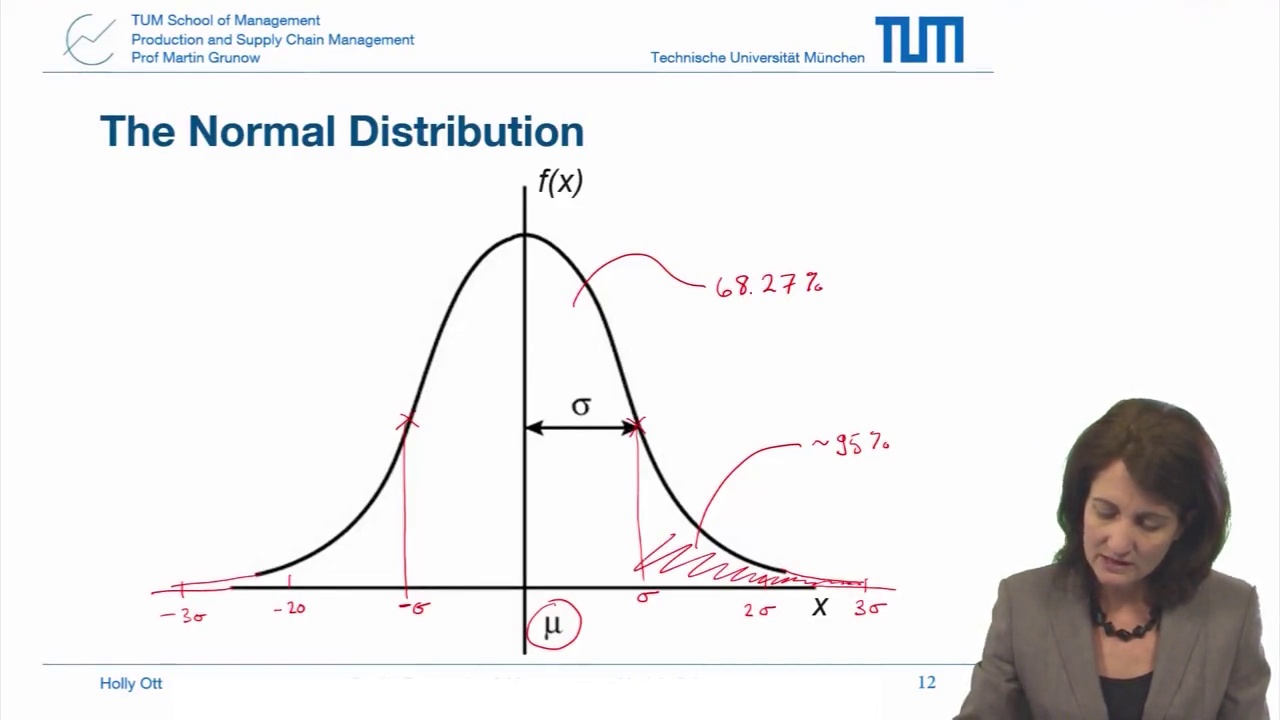 TUM School of Management
Production and Supply Chain Management
Prof Martin Grunow
Technische Universität München
TUM
The Normal Distribution
f(x)
68.27%
σ
~95%
-3σ -2σ -σ σ 2σ x 3σ
μ
Holly Ott
12